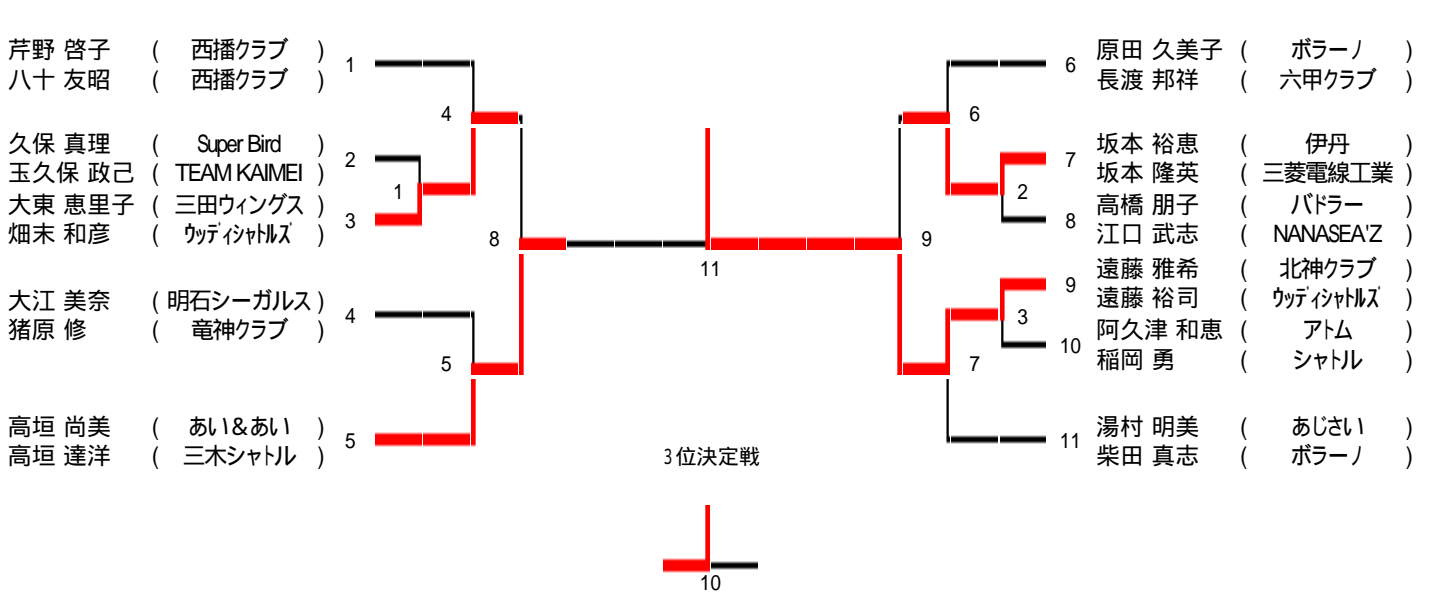 芹野 啓子 ( 西播クラブ ) 1
八十 友昭 ( 西播クラブ )
4
久保 真理 ( Super Bird ) 2
玉久保 政己 ( TEAM KAIMEI )
1
大東 恵里子 ( 三田ウィングス ) 3
畑末 和彦 ( ウッディシャトルズ )
8
大江 美奈 ( 明石シーガルス ) 4
猪原 修 ( 竜神クラブ )
5
高垣 尚美 ( あい&あい ) 5
高垣 達洋 ( 三木シャトル )
11
6 原田 久美子 ( ボラーノ )
長渡 邦祥 ( 六甲クラブ )
6
7 坂本 裕恵 ( 伊丹 )
坂本 隆英 ( 三菱電線工業 )
2
8 高橋 朋子 ( バドラー )
江口 武志 ( NANASEA'Z )
9
9 遠藤 雅希 ( 北神クラブ )
遠藤 裕司 ( ウッディシャトルズ )
3
10 阿久津 和恵 ( アトム )
稲岡 勇 ( シャトル )
7
11 湯村 明美 ( あじさい )
柴田 真志 ( ボラーノ )
3位決定戦
10